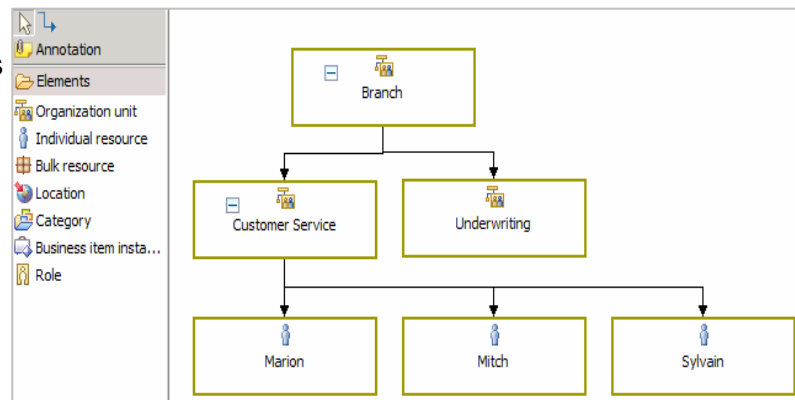 s
Annotation
Elements
Organization unit
Individual resource
Bulk resource
Location
Category
Business item insta...
Role
Branch
Customer Service
Underwriting
Marion
Mitch
Sylvain